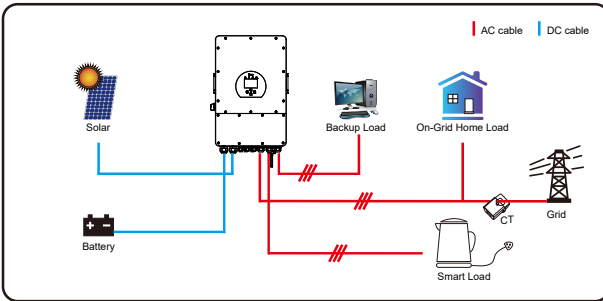 AC cable
DC cable
Solar
Backup Load
On-Grid Home Load
CT
Grid
Battery
Smart Load